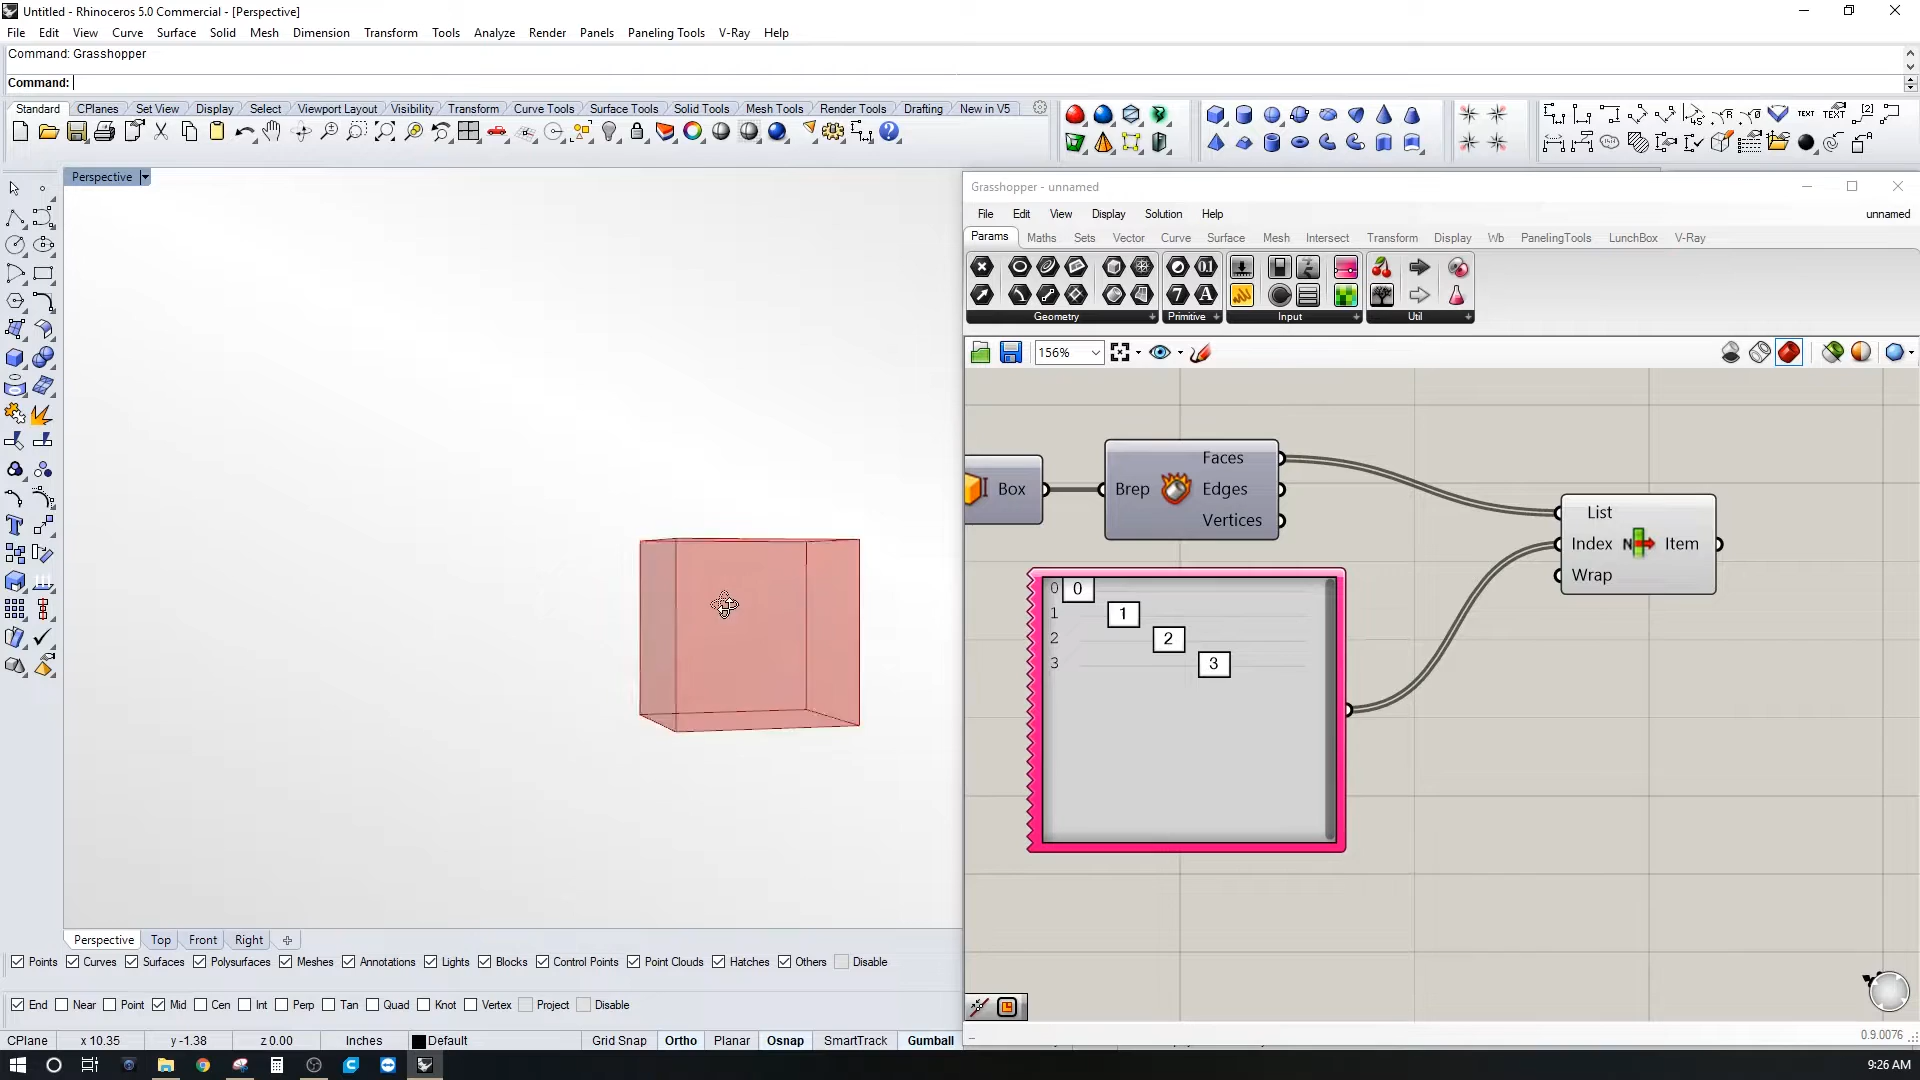 Untitled - Rhinoceros 5.0 Commercial - [Perspective]
File Edit View Curve Surface Solid Mesh Dimension Transform Tools Analyze Render Panels Paneling Tools V-Ray Help
Command: Grasshopper
Command:
Standard CPlanes Set View Display Select Viewport Layout Visibility Transform Curve Tools Surface Tools Solid Tools Mesh Tools Render Tools Drafting New in V5
TEXT TEXT
Perspective
Grasshopper - unnamed
File Edit View Display Solution Help unnamed
Params Maths Sets Vector Curve Surface Mesh Intersect Transform Display Wb PanelingTools LunchBox V-Ray
0.1
7 A
Geometry Primitive Input Util
156%
Box
Brep
Faces
Edges
Vertices
List
Index
Wrap
N
Item
0 0
1 1
2 2
3 3
Perspective Top Front Right
Points Curves Surfaces Polysurfaces Meshes Annotations Lights Blocks Control Points Point Clouds Hatches Others Disable
End Near Point Mid Cen Int Perp Tan Quad Knot Vertex Project Disable
CPlane x 10.35 y -1.38 z 0.00 Inches Default Grid Snap Ortho Planar Osnap SmartTrack Gumball
0.9.0076
9:26 AM